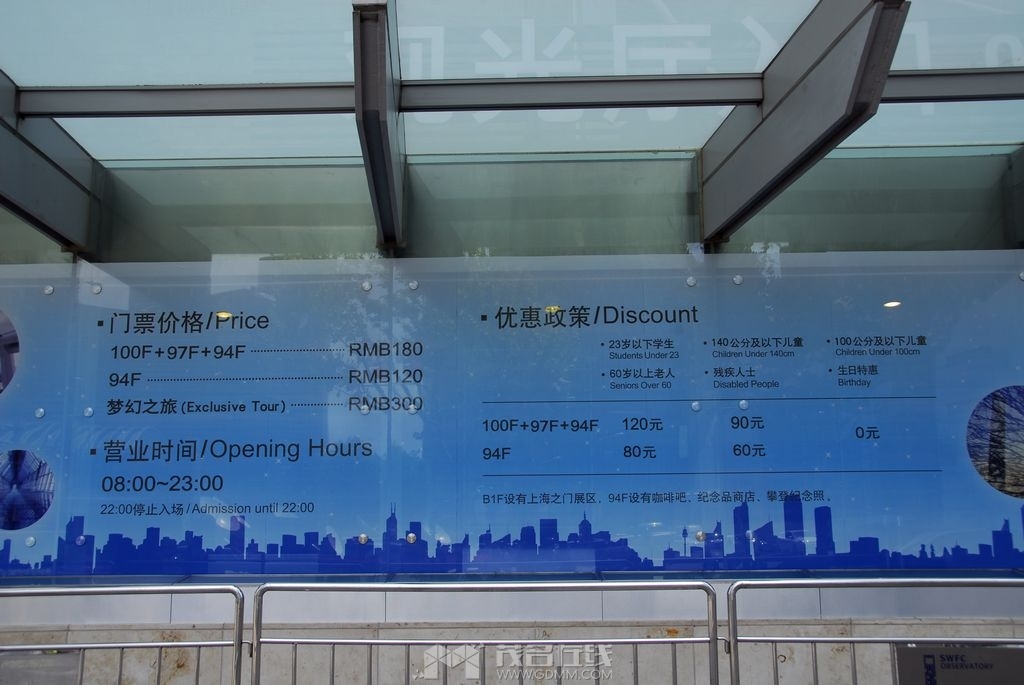 厅光观
▪门票价格/Price
100F+97F+94F ················ RMB180
94F ················ RMB120
梦幻之旅(Exclusive Tour) ········ RMB300
▪营业时间/Opening Hours
08:00~23:00
22:00停止入场/Admission until 22:00
▪优惠政策/Discount
• 23岁以下学生 • 140公分及以下儿童 • 100公分及以下儿童
Students Under 23 Children Under 140cm Children Under 100cm
• 60岁以上老人 • 残疾人士 • 生日特惠
Seniors Over 60 Disabled People Birthday
100F+97F+94F 120元 90元 0元
94F 80元 60元
B1F设有上海之门展区，94F设有咖啡吧、纪念品商店、攀登纪念照。
SWFC
OBSERVATORY
茂名在线
WWW.GDMM.COM